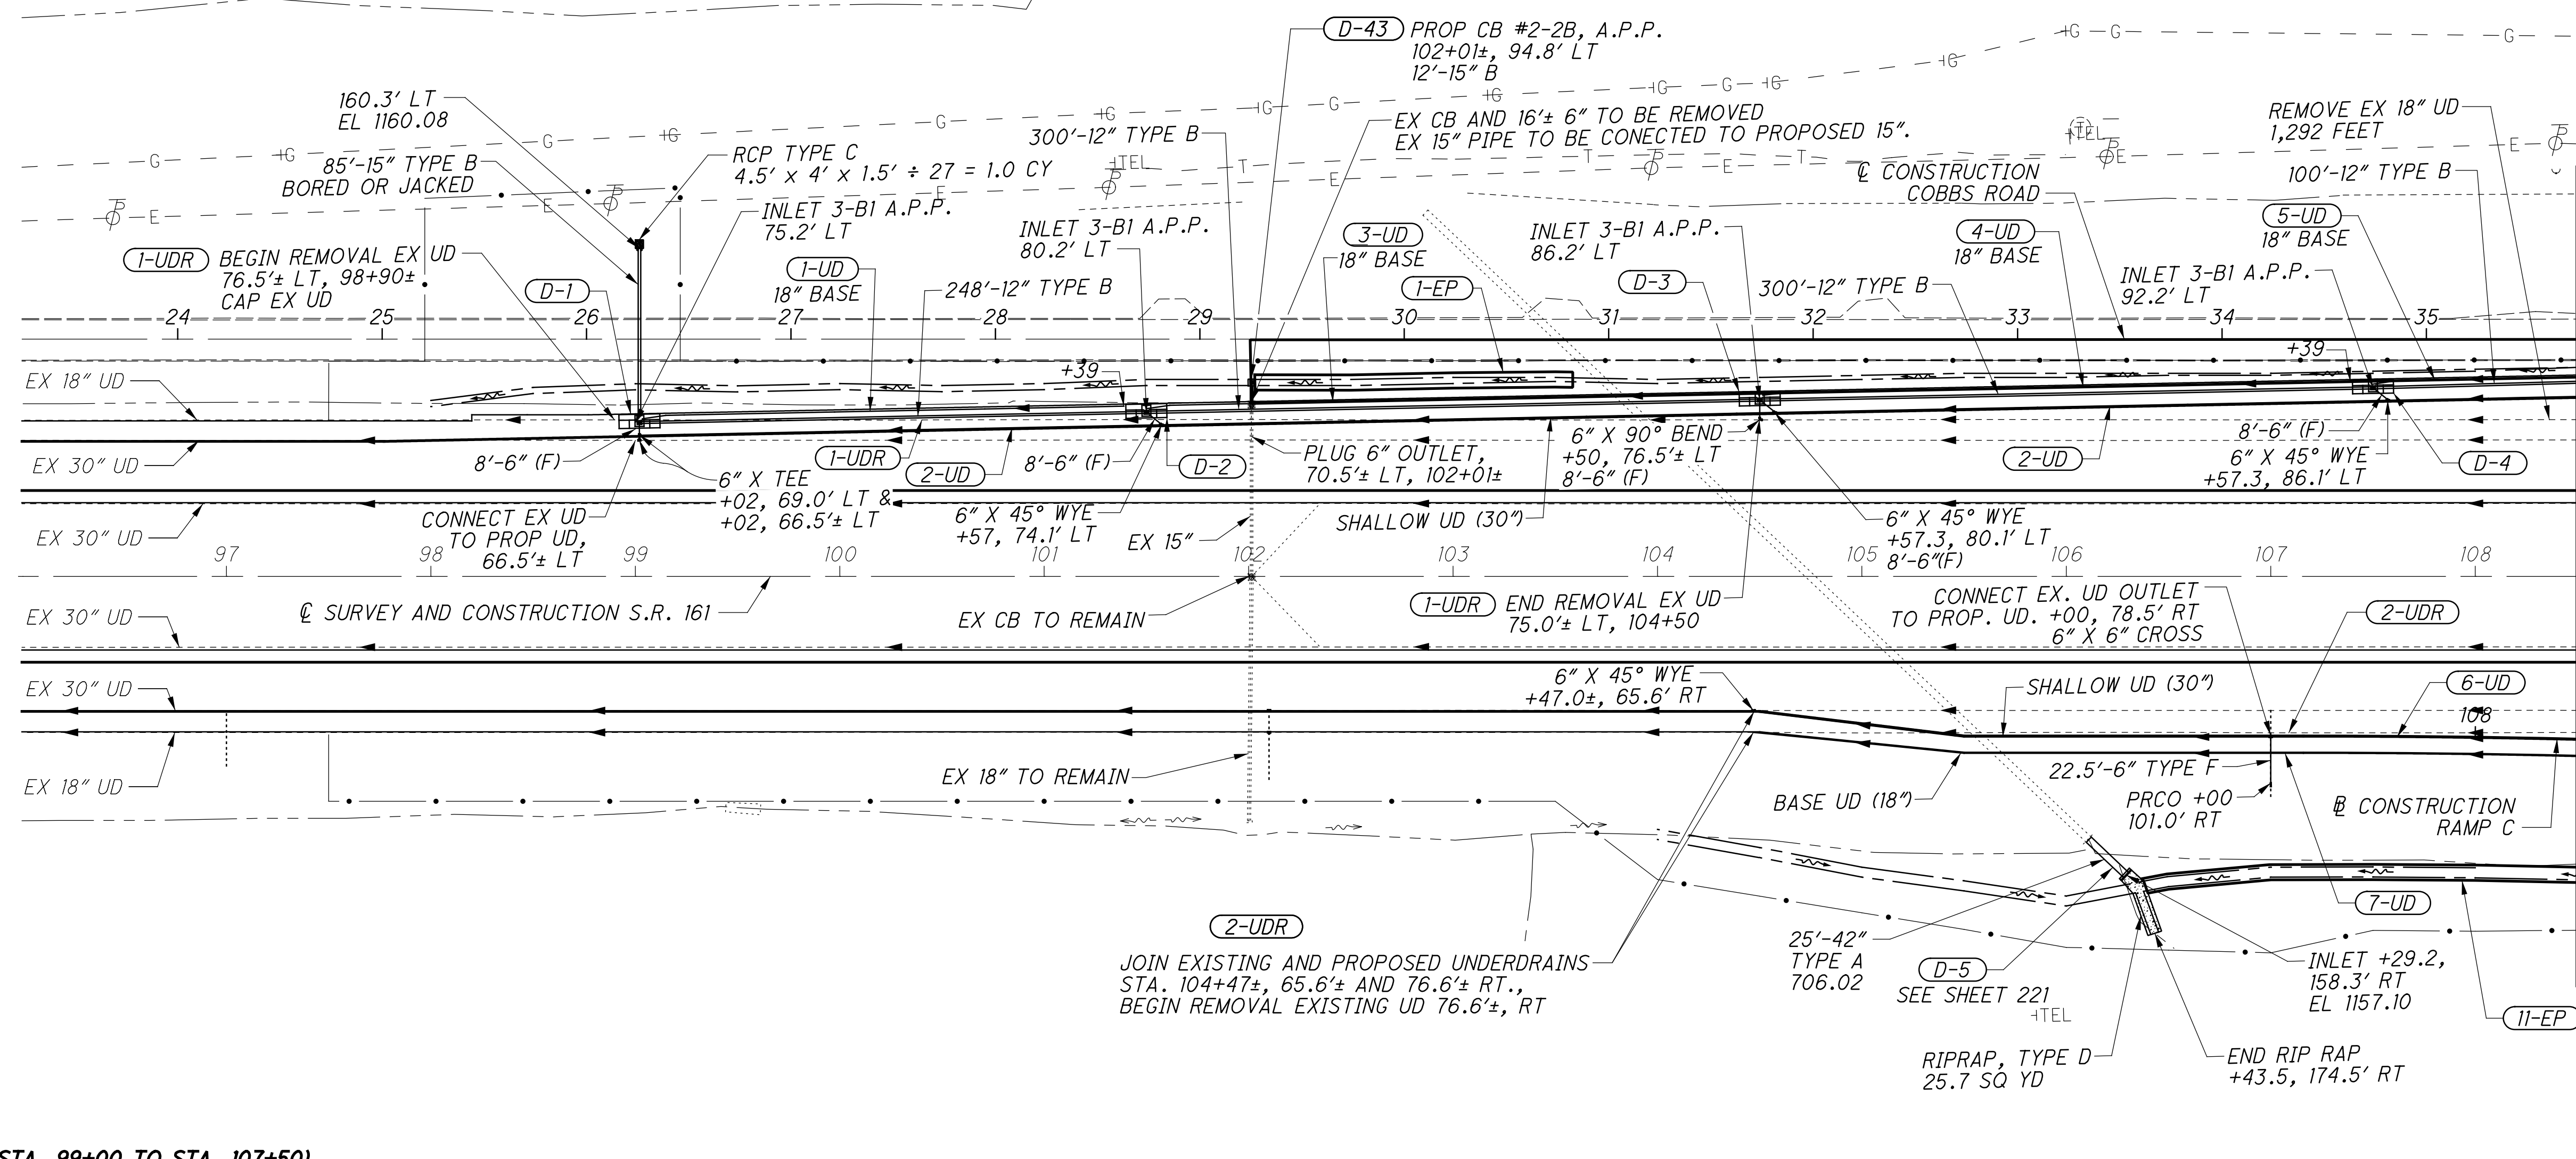 D-43 PROP CB #2-2B, A.P.P.
102+01±, 94.8' LT
12'-15" B
160.3' LT
EL 1160.08
EX CB AND 16'± 6" TO BE REMOVED
EX 15" PIPE TO BE CONECTED TO PROPOSED 15".
REMOVE EX 18" UD
1,292 FEET
300'-12" TYPE B
85'-15" TYPE B
BORED OR JACKED
RCP TYPE C
4.5' x 4' x 1.5' ÷ 27 = 1.0 CY
℄ CONSTRUCTION
COBBS ROAD
100'-12" TYPE B
INLET 3-B1 A.P.P.
75.2' LT
INLET 3-B1 A.P.P.
80.2' LT
3-UD
18" BASE
INLET 3-B1 A.P.P.
86.2' LT
4-UD
18" BASE
5-UD
18" BASE
1-UDR BEGIN REMOVAL EX UD
76.5'± LT, 98+90±
CAP EX UD
D-1
1-UD
18" BASE
248'-12" TYPE B
1-EP
D-3
300'-12" TYPE B
INLET 3-B1 A.P.P.
92.2' LT
24 25 26 27 28 29 30 31 32 33 34 35
+39
+39
EX 18" UD
EX 30" UD
8'-6" (F)
1-UDR
2-UD
8'-6" (F)
D-2
PLUG 6" OUTLET,
70.5'± LT, 102+01±
6" X 90° BEND
+50, 76.5'± LT
8'-6" (F)
2-UD
8'-6" (F)
6" X 45° WYE
+57.3, 86.1' LT
D-4
6" X TEE
+02, 69.0' LT &
+02, 66.5'± LT
CONNECT EX UD
TO PROP UD,
66.5'± LT
6" X 45° WYE
+57, 74.1' LT
EX 15"
SHALLOW UD (30")
6" X 45° WYE
+57.3, 80.1' LT
8'-6"(F)
EX 30" UD
97 98 99 100 101 102 103 104 105 106 107 108
℄ SURVEY AND CONSTRUCTION S.R. 161
EX CB TO REMAIN
1-UDR END REMOVAL EX UD
75.0'± LT, 104+50
CONNECT EX. UD OUTLET
TO PROP. UD. +00, 78.5' RT
6" X 6" CROSS
2-UDR
EX 30" UD
EX 30" UD
6" X 45° WYE
+47.0±, 65.6' RT
SHALLOW UD (30")
6-UD
108
EX 18" UD
EX 18" TO REMAIN
BASE UD (18")
22.5'-6" TYPE F
PRCO +00
101.0' RT
⅊ CONSTRUCTION
RAMP C
2-UDR
JOIN EXISTING AND PROPOSED UNDERDRAINS
STA. 104+47±, 65.6'± AND 76.6'± RT.,
BEGIN REMOVAL EXISTING UD 76.6'±, RT
25'-42"
TYPE A
706.02
D-5
SEE SHEET 221
TEL
7-UD
INLET +29.2,
158.3' RT
EL 1157.10
11-EP
RIPRAP, TYPE D
25.7 SQ YD
END RIP RAP
+43.5, 174.5' RT
STA. 99+00 TO STA. 107+50)